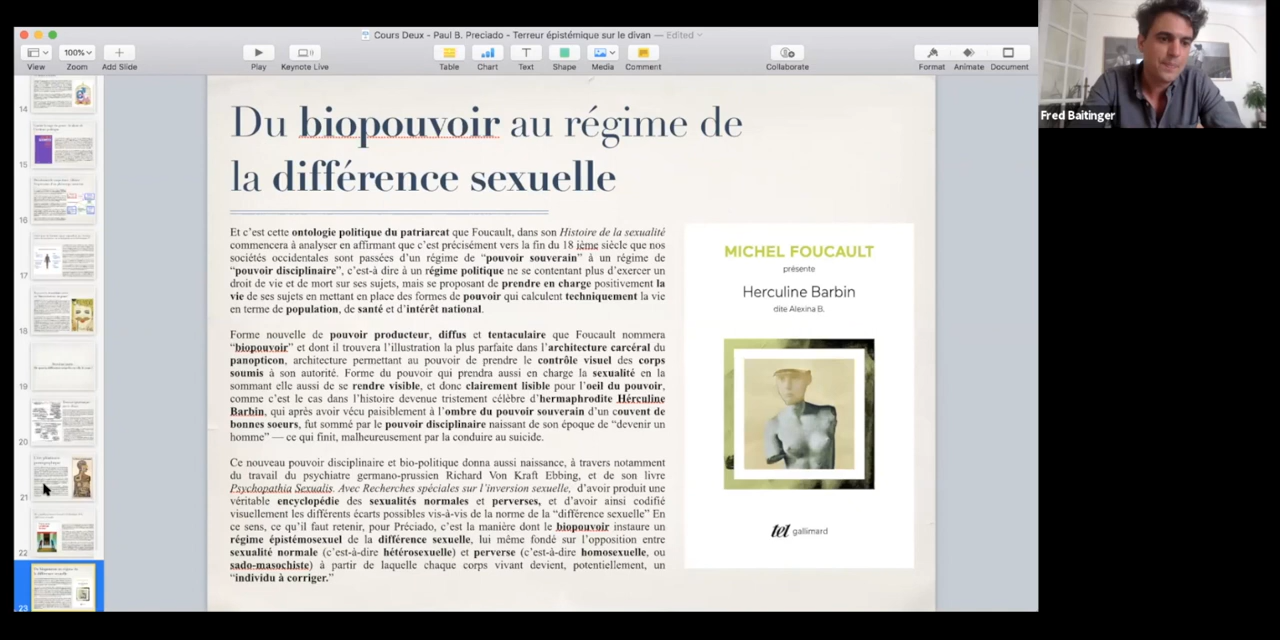 Cours Deux - Paul B. Preciado - Terreur épistémique sur le divan — Edited
100%
View Zoom Add Slide Play Keynote Live Table Chart Text Shape Media Comment Collaborate Format Animate Document
Fred Baitinger
14
15
16
17
18
19
20
21
22
23
Du biopouvoir au régime de
la différence sexuelle
Et c'est cette ontologie politique du patriarcat que Foucault, dans son Histoire de la sexualité
commencera à analyser en affirmant que c'est précisément vers la fin du 18 ième siècle que nos
sociétés occidentales sont passées d'un régime de “pouvoir souverain” à un régime de
“pouvoir disciplinaire”, c'est-à dire à un régime politique ne se contentant plus d'exercer un
droit de vie et de mort sur ses sujets, mais se proposant de prendre en charge positivement la
vie de ses sujets en mettant en place des formes de pouvoir qui calculent techniquement la vie
en terme de population, de santé et d'intérêt national.
Forme nouvelle de pouvoir producteur, diffus et tentaculaire que Foucault nommera
“biopouvoir” et dont il trouvera l'illustration la plus parfaite dans l'architecture carcéral du
panopticon, architecture permettant au pouvoir de prendre le contrôle visuel des corps
soumis à son autorité. Forme du pouvoir qui prendra aussi en charge la sexualité en la
sommant elle aussi de se rendre visible, et donc clairement lisible pour l'oeil du pouvoir,
comme c'est le cas dans l'histoire devenue tristement célèbre d'hermaphrodite Hérculine
Barbin, qui après avoir vécu paisiblement à l'ombre du pouvoir souverain d'un couvent de
bonnes soeurs, fut sommé par le pouvoir disciplinaire naissant de son époque de “devenir un
homme” — ce qui finit, malheureusement par la conduire au suicide.
Ce nouveau pouvoir disciplinaire et bio-politique donna aussi naissance, à travers notamment
du travail du psychiatre germano-prussien Richard Von Kraft Ebbing, et de son livre
Psychopathia Sexualis. Avec Recherches spéciales sur l'inversion sexuelle, d'avoir produit une
véritable encyclopédie des sexualités normales et perverses, et d'avoir ainsi codifié
visuellement les différents écarts possibles vis-à-vis de la norme de la “différence sexuelle” En
ce sens, ce qu'il faut retenir, pour Préciado, c'est la manière dont le biopouvoir instaure un
régime épistémosexuel de la différence sexuelle, lui même fondé sur l'opposition entre
sexualité normale (c'est-à-dire hétérosexuelle) et perverse (c'est-à-dire homosexuelle, ou
sado-masochiste) à partir de laquelle chaque corps vivant devient, potentiellement, un
“individu à corriger.”
MICHEL FOUCAULT
présente
Herculine Barbin
dite Alexina B.
tel gallimard